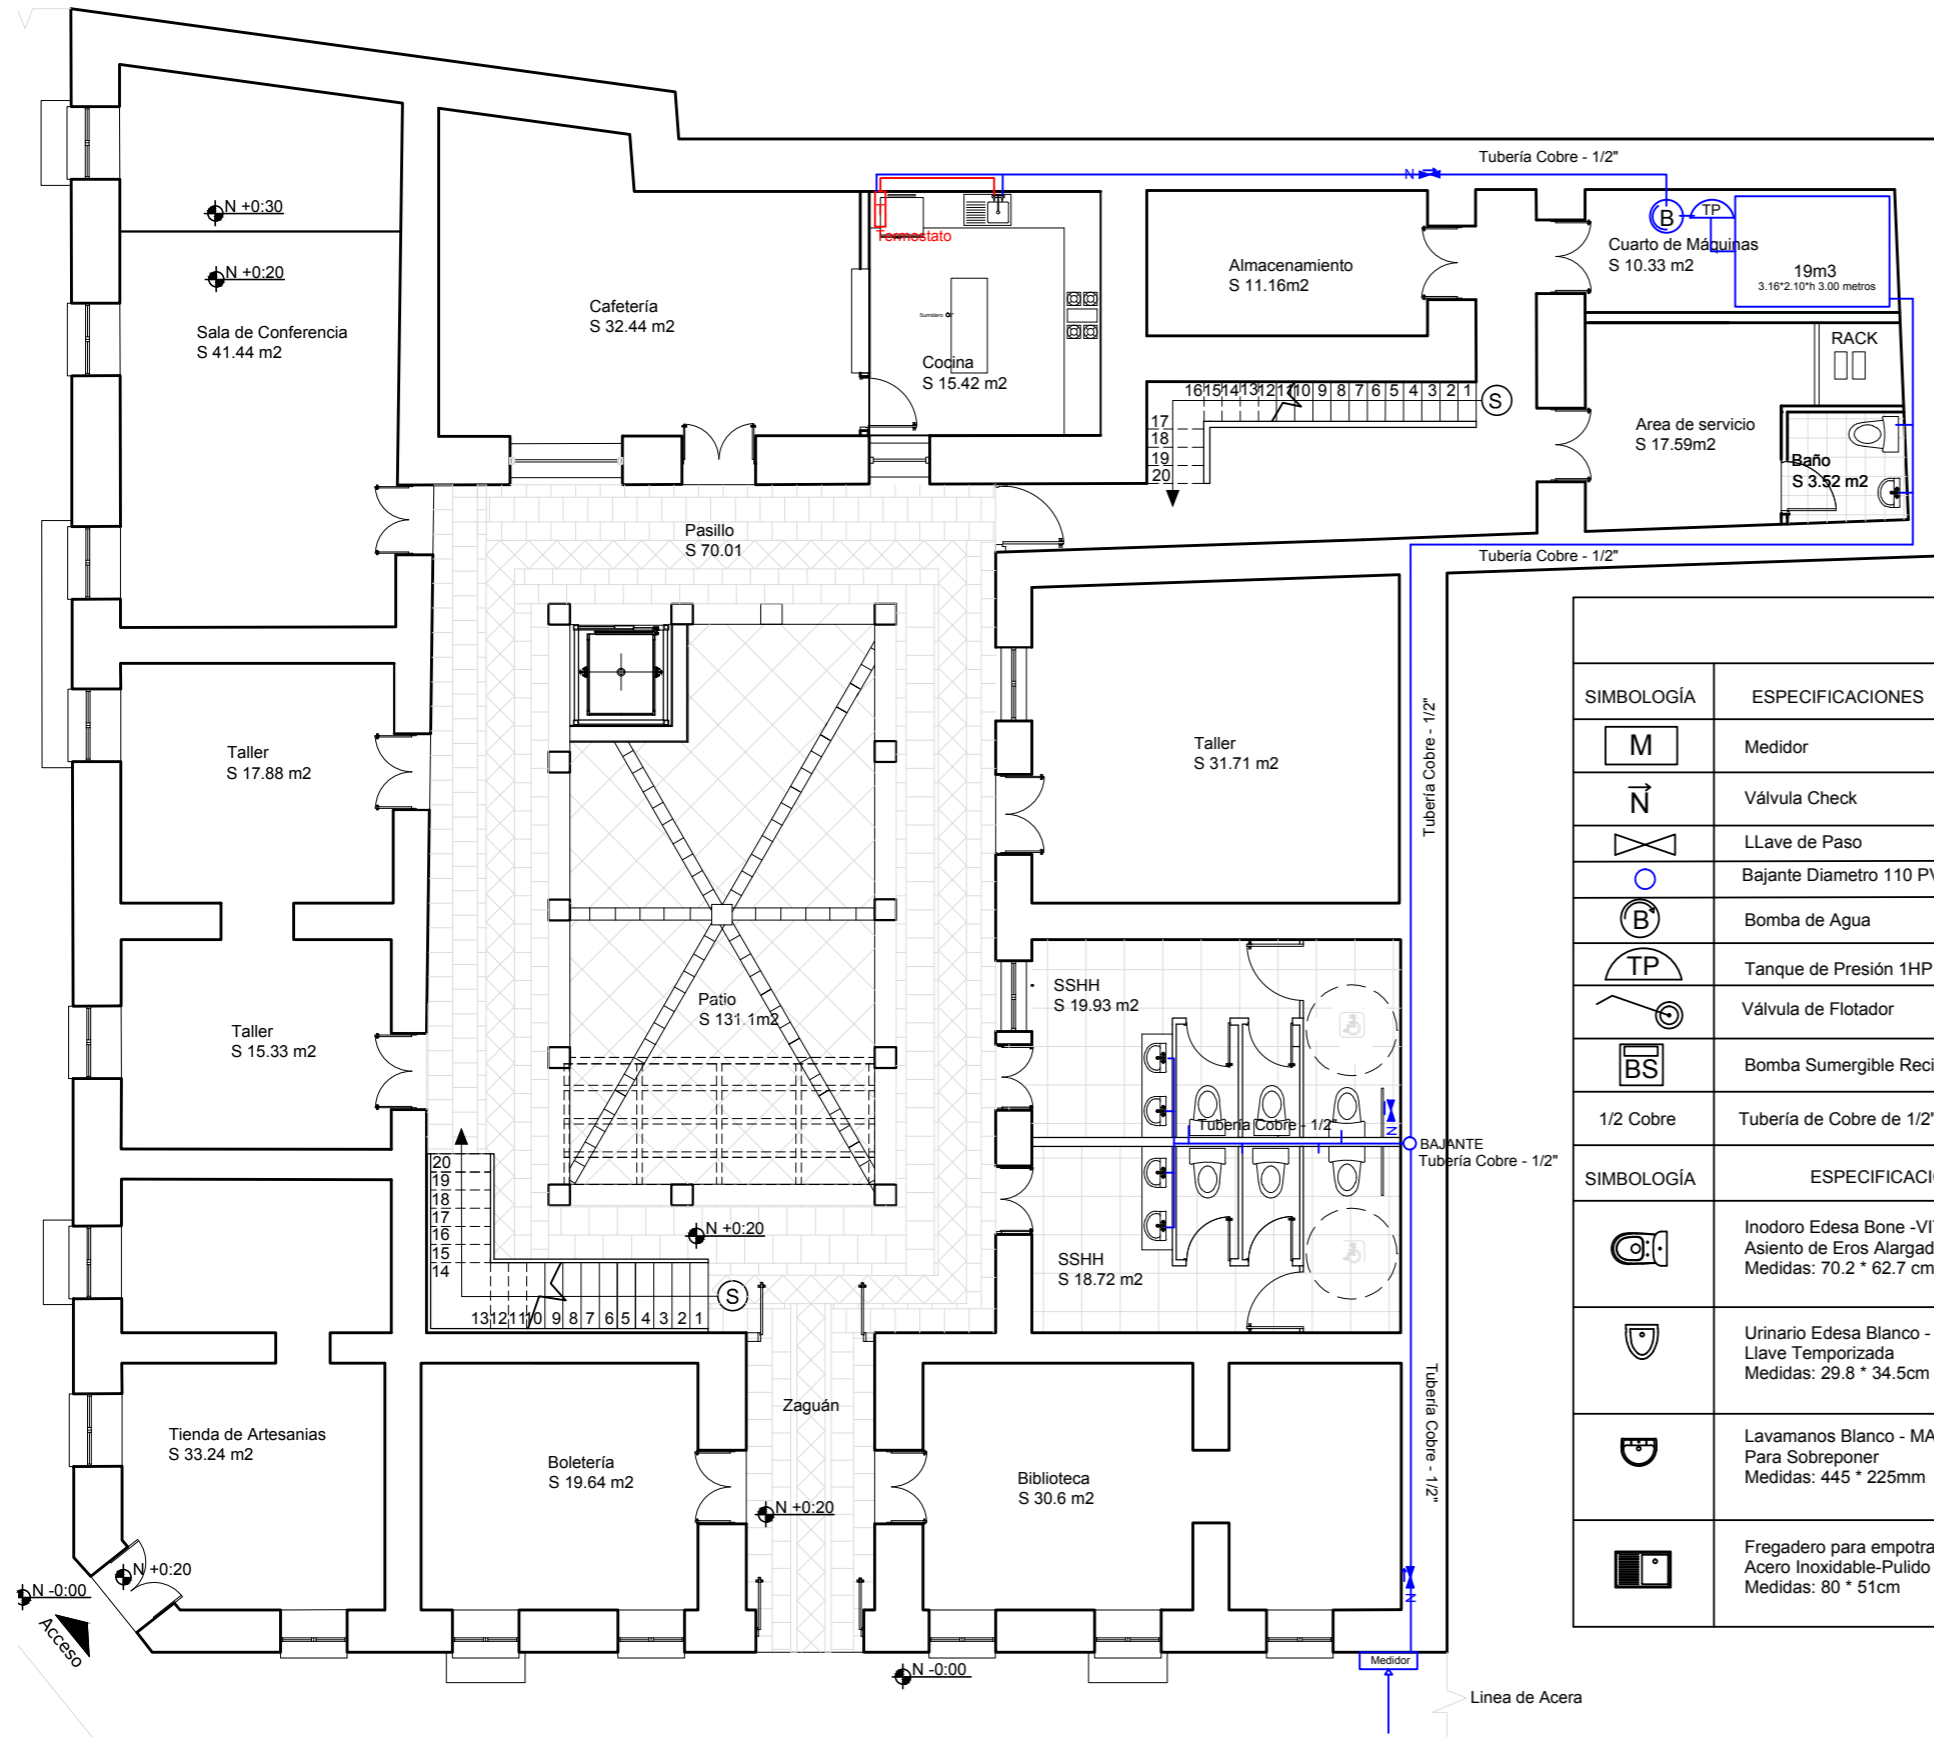 Tubería Cobre - 1/2"
N
N +0:30
N +0:20
Sala de Conferencia
S 41.44 m2
Cafetería
S 32.44 m2
Termostato
Sumidero
Cocina
S 15.42 m2
Almacenamiento
S 11.16m2
B
TP
Cuarto de Máquinas
S 10.33 m2
19m3
3.16*2.10*h 3.00 metros
RACK
16 15 14 13 12 11 10 9 8 7 6 5 4 3 2 1
S
17
18
19
20
Area de servicio
S 17.59m2
Baño
S 3.52 m2
Pasillo
S 70.01
Tubería Cobre - 1/2"
Tubería Cobre - 1/2"
Taller
S 17.88 m2
Taller
S 31.71 m2
Taller
S 15.33 m2
Patio
S 131.1m2
SSHH
S 19.93 m2
Tubería Cobre - 1/2"
N
BAJANTE
Tubería Cobre - 1/2"
SSHH
S 18.72 m2
20
19
18
17
16
15
14
13 12 11 10 9 8 7 6 5 4 3 2 1
S
N +0:20
Tubería Cobre - 1/2"
Zaguán
Tienda de Artesanias
S 33.24 m2
Boletería
S 19.64 m2
Biblioteca
S 30.6 m2
N +0:20
N +0:20
N -0:00
Acceso
N -0:00
N
Medidor
Linea de Acera
SIMBOLOGÍA ESPECIFICACIONES
M Medidor
N Válvula Check
LLave de Paso
Bajante Diametro 110 PV
B Bomba de Agua
TP Tanque de Presión 1HP
Válvula de Flotador
BS Bomba Sumergible Reci
1/2 Cobre Tubería de Cobre de 1/2"
SIMBOLOGÍA ESPECIFICACI
Inodoro Edesa Bone -VI
Asiento de Eros Alargad
Medidas: 70.2 * 62.7 cm
Urinario Edesa Blanco -
Llave Temporizada
Medidas: 29.8 * 34.5cm
Lavamanos Blanco - MA
Para Sobreponer
Medidas: 445 * 225mm
Fregadero para empotra
Acero Inoxidable-Pulido
Medidas: 80 * 51cm